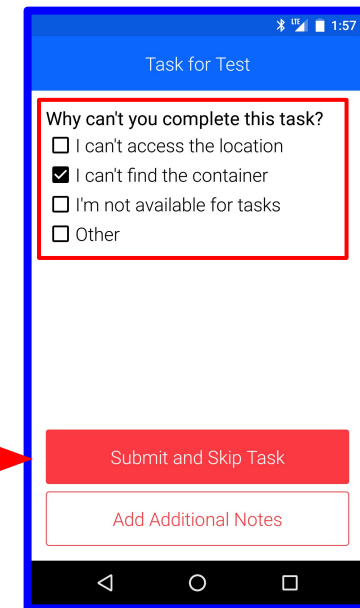 LTE 1:57
Task for Test
Why can't you complete this task?
I can't access the location
I can't find the container
I'm not available for tasks
Other
Submit and Skip Task
Add Additional Notes